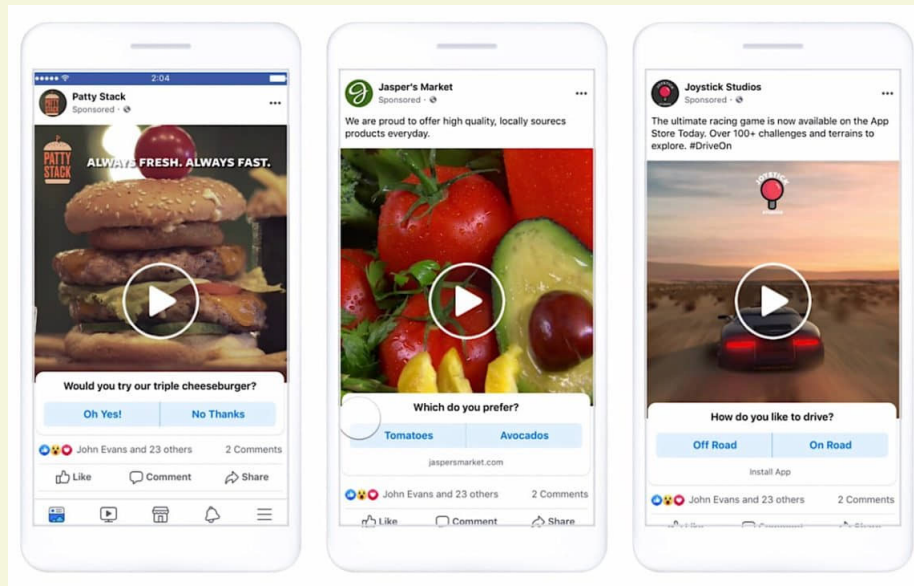 2:04
Patty Stack
Sponsored ·
PATTY
STACK
ALWAYS FRESH. ALWAYS FAST.
Would you try our triple cheeseburger?
Oh Yes!
No Thanks
John Evans and 23 others
2 Comments
Like
Comment
Share
Jasper's Market
Sponsored ·
We are proud to offer high quality, locally sourecs
products everyday.
Which do you prefer?
Tomatoes
Avocados
jaspersmarket.com
John Evans and 23 others
2 Comments
Like
Comment
Share
Joystick Studios
Sponsored ·
The ultimate racing game is now available on the App
Store Today. Over 100+ challenges and terrains to
explore. #DriveOn
JOYSTICK
STUDIOS
How do you like to drive?
Off Road
On Road
Install App
John Evans and 23 others
2 Comments